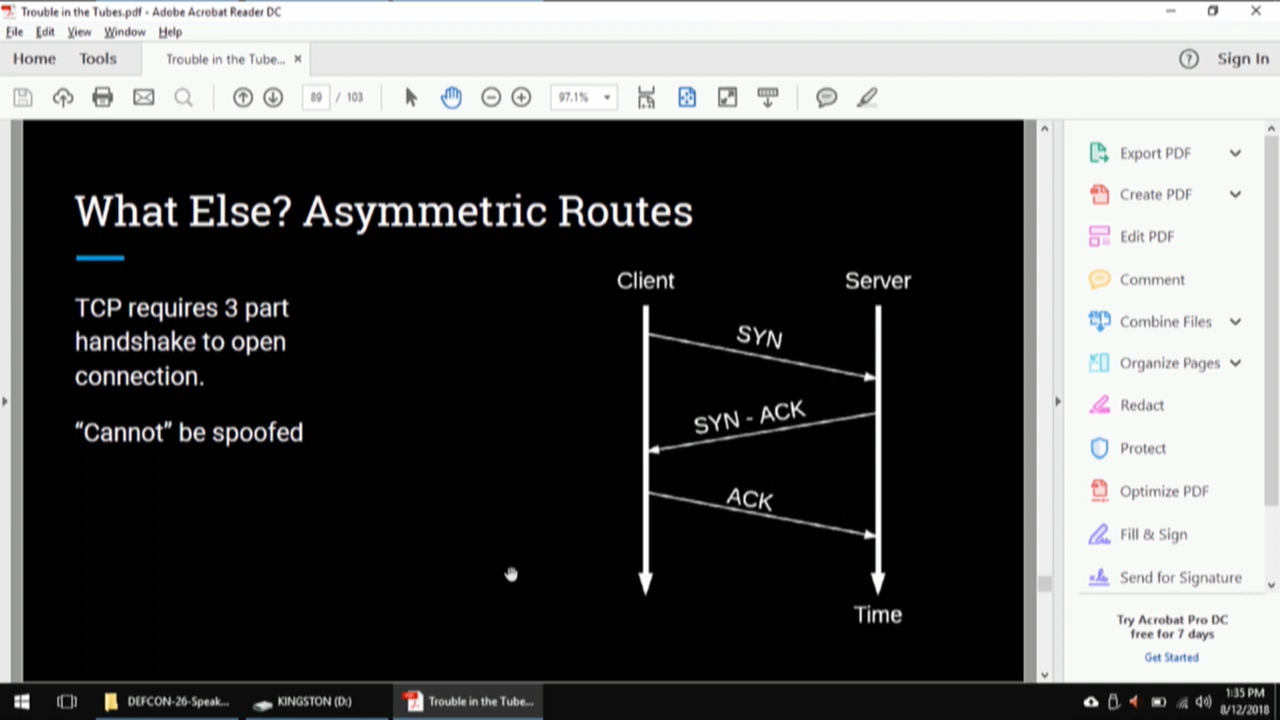 Trouble in the Tubes.pdf - Adobe Acrobat Reader DC
File Edit View Window Help
Home Tools Trouble in the Tube... × ? Sign In
89 / 103 97.1%
What Else? Asymmetric Routes
TCP requires 3 part
handshake to open
connection.
“Cannot” be spoofed
Client Server
SYN
SYN - ACK
ACK
Time
Export PDF
Create PDF
Edit PDF
Comment
Combine Files
Organize Pages
Redact
Protect
Optimize PDF
Fill & Sign
Send for Signature
Try Acrobat Pro DC
free for 7 days
Get Started
DEFCON-26-Speak... KINGSTON (D:) Trouble in the Tube... 1:35 PM
8/12/2018